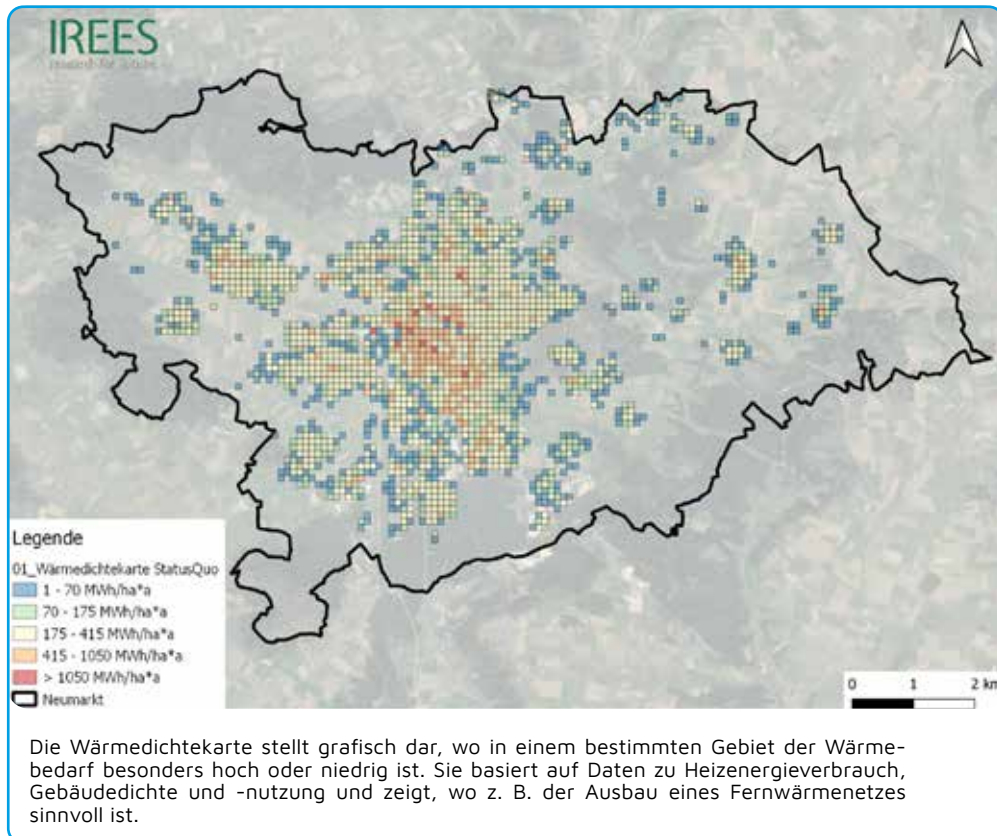 IREES
research for future.
Legende
01_Wärmedichtekarte StatusQuo
1 - 70 MWh/ha*a
70 - 175 MWh/ha*a
175 - 415 MWh/ha*a
415 - 1050 MWh/ha*a
> 1050 MWh/ha*a
Neumarkt
0 1 2 km
Die Wärmedichtekarte stellt grafisch dar, wo in einem bestimmten Gebiet der Wärme-
bedarf besonders hoch oder niedrig ist. Sie basiert auf Daten zu Heizenergieverbrauch,
Gebäudedichte und -nutzung und zeigt, wo z. B. der Ausbau eines Fernwärmenetzes
sinnvoll ist.